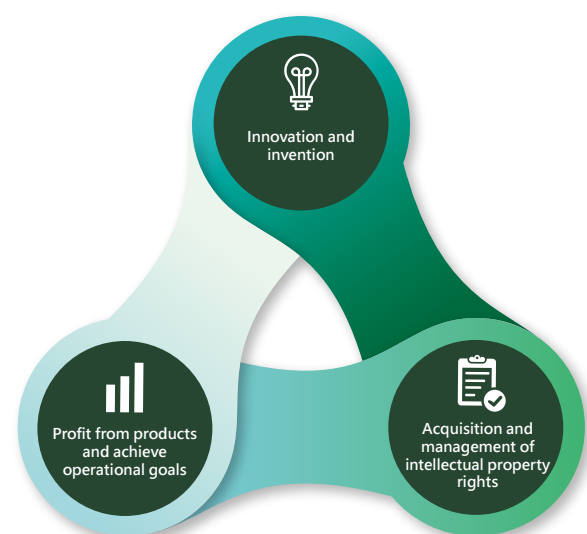 Innovation and
invention
Profit from products
and achieve
operational goals
Acquisition and
management of
intellectual property
rights